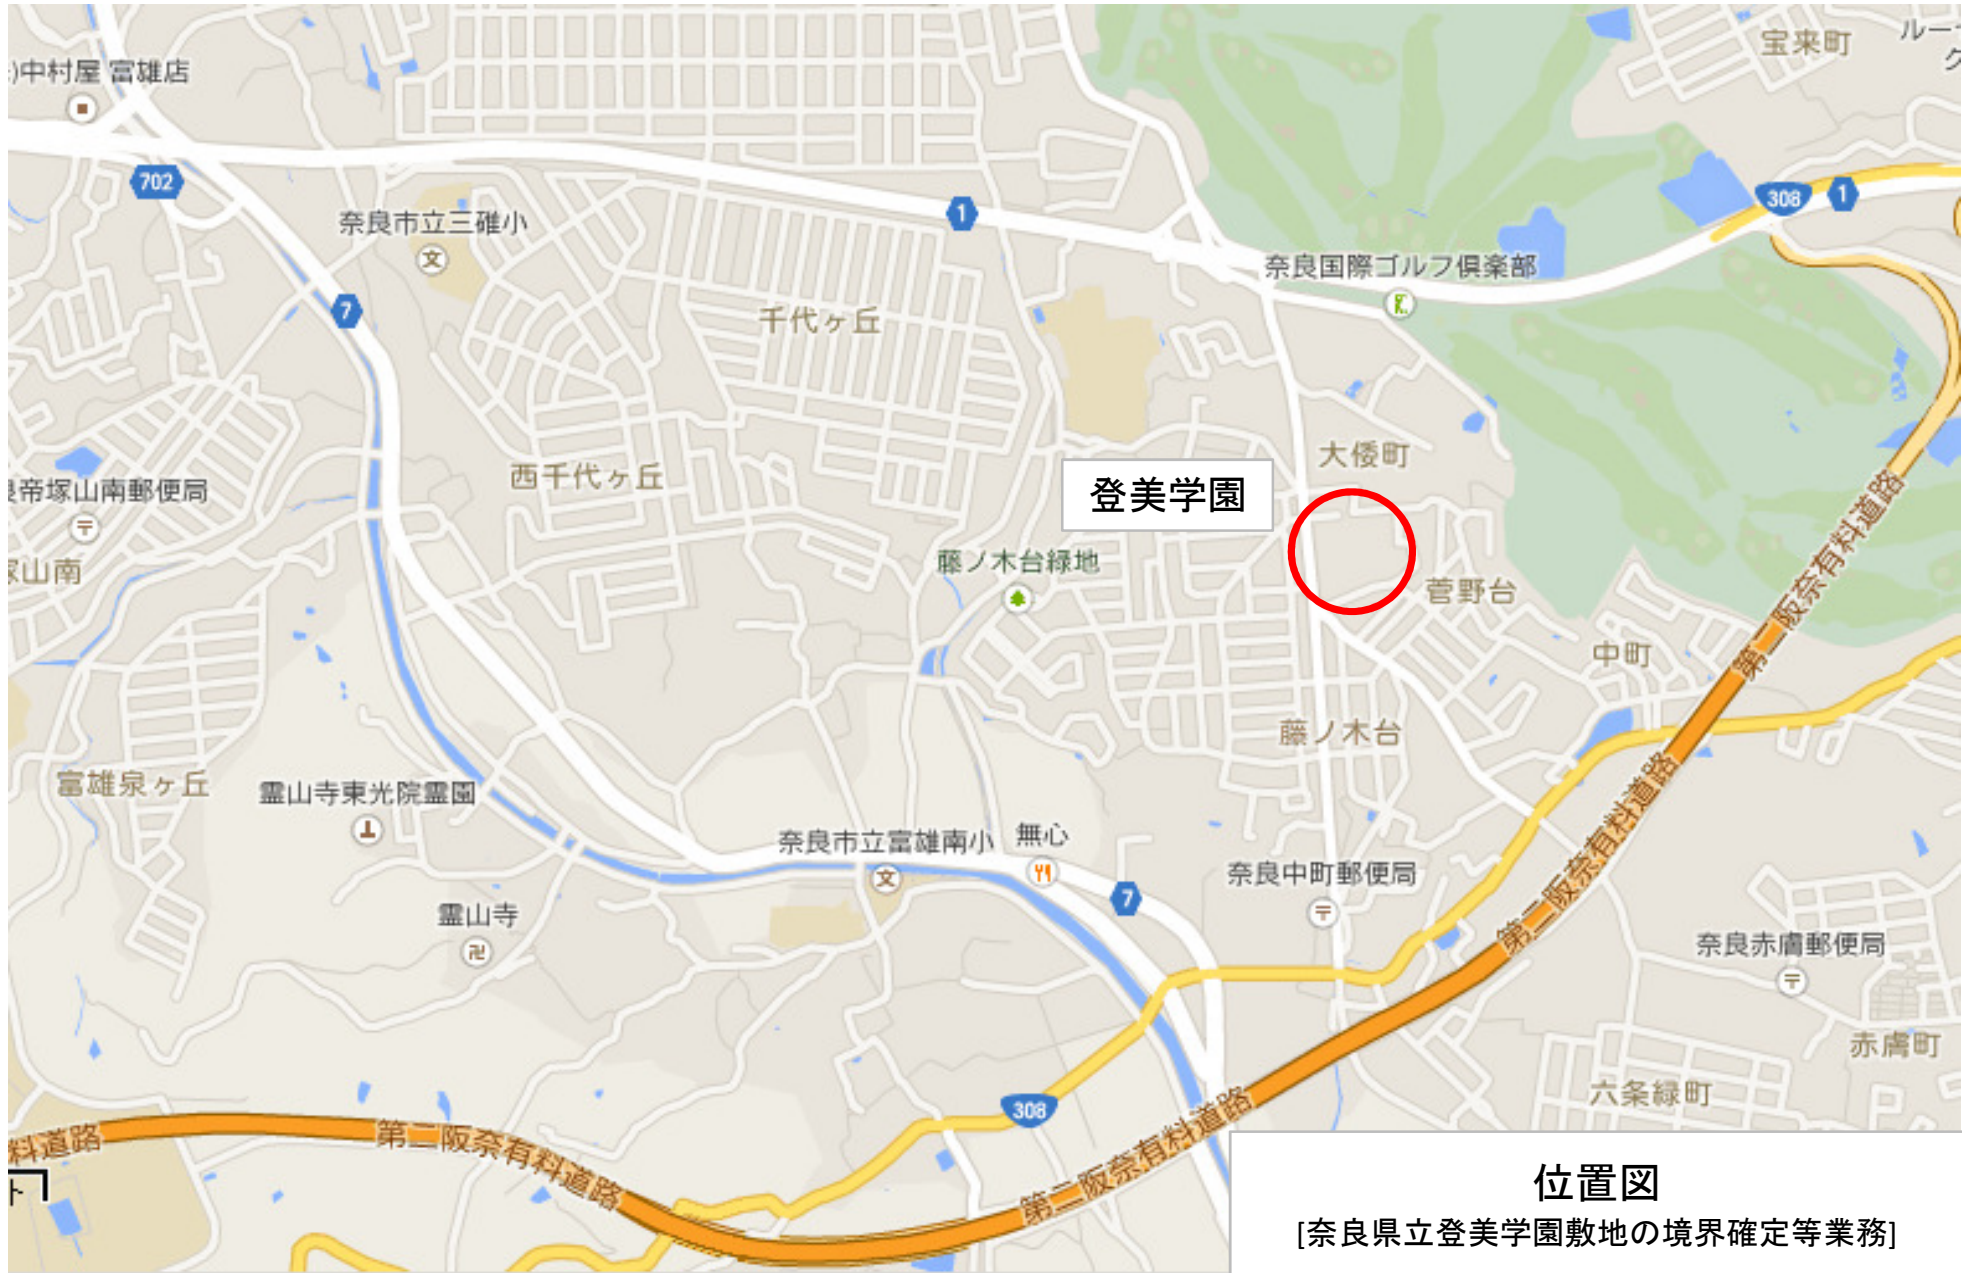 宝来町
中村屋 富雄店
702
奈良市立三碓小
1
308
1
奈良国際ゴルフ倶楽部
7
千代ヶ丘
大倭町
西千代ヶ丘
帝塚山南郵便局
登美学園
藤ノ木台緑地
菅野台
山南
中町
第二阪奈有料道路
藤ノ木台
富雄泉ヶ丘
霊山寺東光院霊園
奈良市立富雄南小
無心
奈良中町郵便局
7
第二阪奈有料道路
霊山寺
奈良赤膚郵便局
赤膚町
六条緑町
308
料道路
第二阪奈有料道路
第二阪奈有料道路
位置図
[奈良県立登美学園敷地の境界確定等業務]